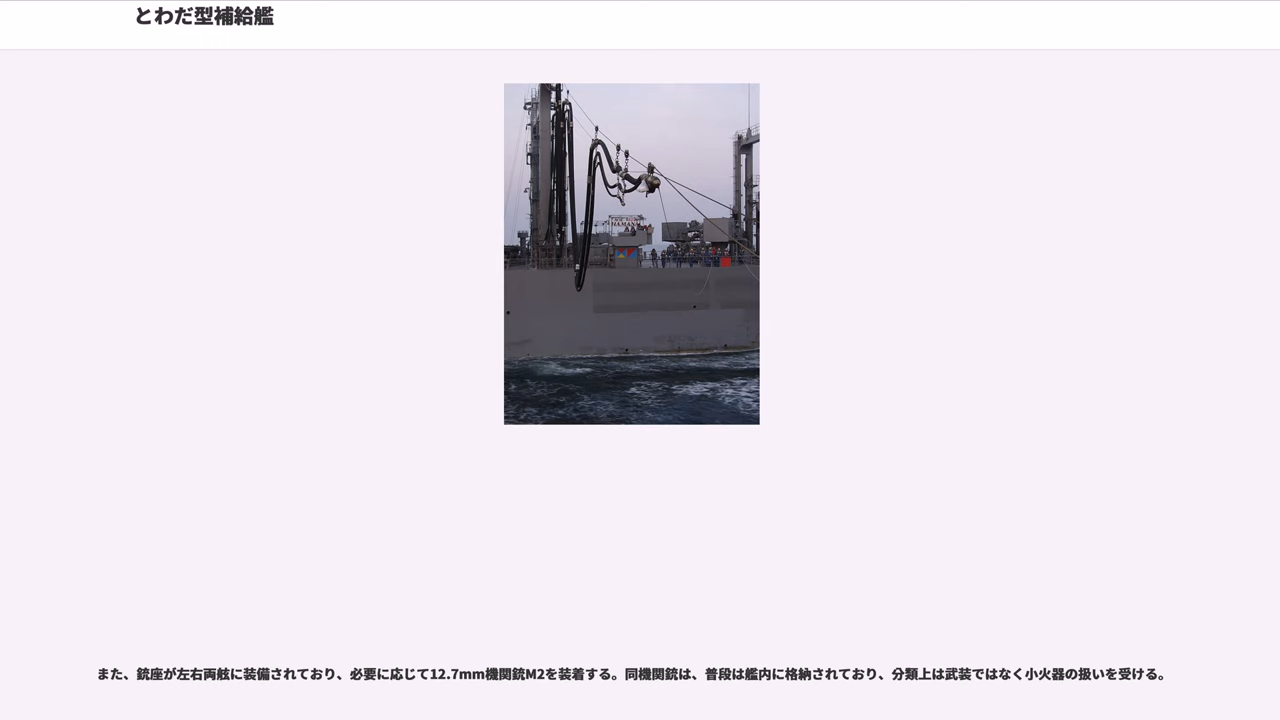 とわだ型補給艦
また、銃座が左右両舷に装備されており、必要に応じて12.7mm機関銃M2を装着する。同機関銃は、普段は艦内に格納されており、分類上は武装ではなく小火器の扱いを受ける。